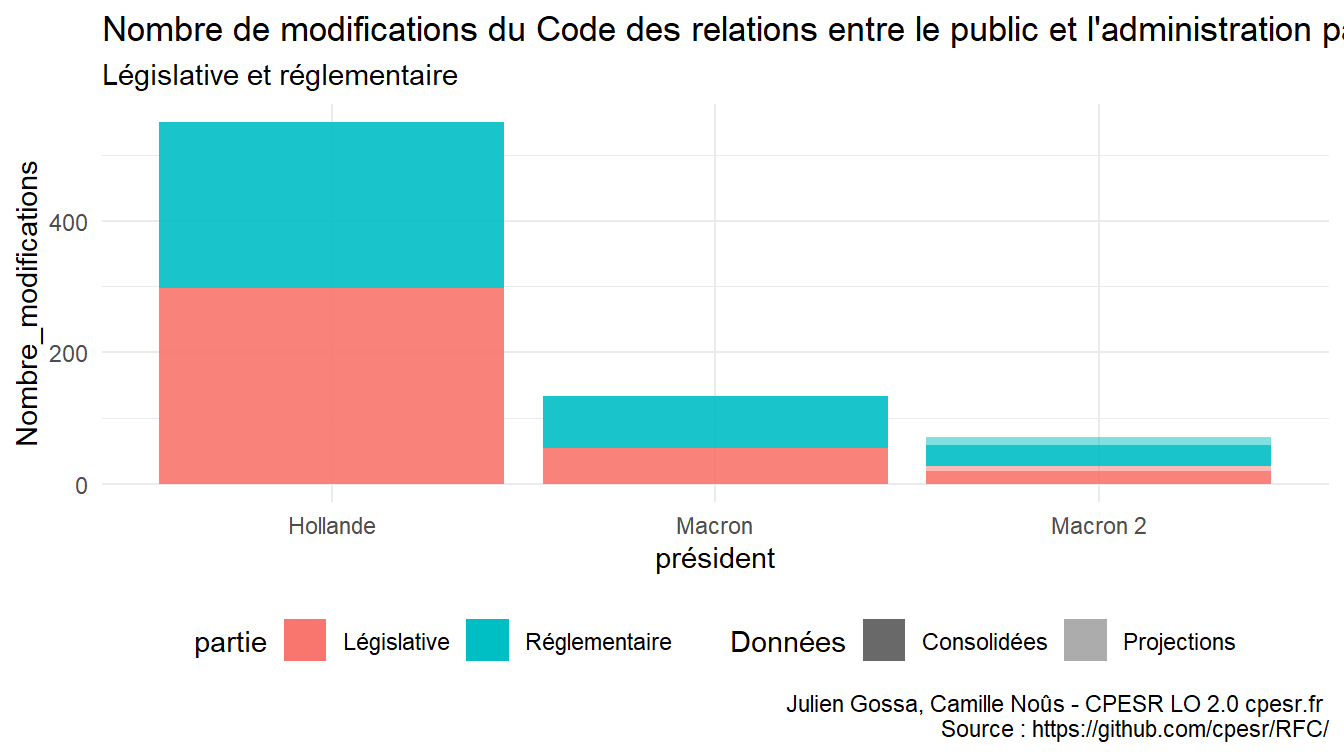 Nombre de modifications du Code des relations entre le public et l'administration pa
Législative et réglementaire
Nombre_modifications
400
200
0
Hollande
Macron
Macron 2
président
partie
Législative
Réglementaire
Données
Consolidées
Projections
Julien Gossa, Camille Noûs - CPESR LO 2.0 cpesr.fr
Source : https://github.com/cpesr/RFC/